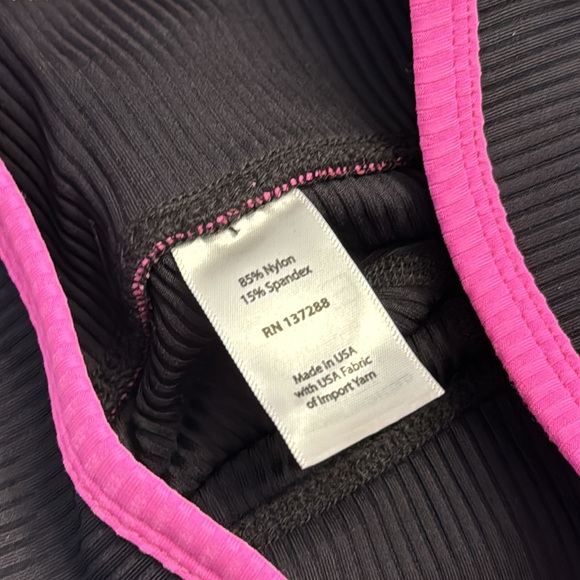 85% Nylon
15% Spandex
RN 137288
Made in USA
with USA Fabric
of Import Yarn